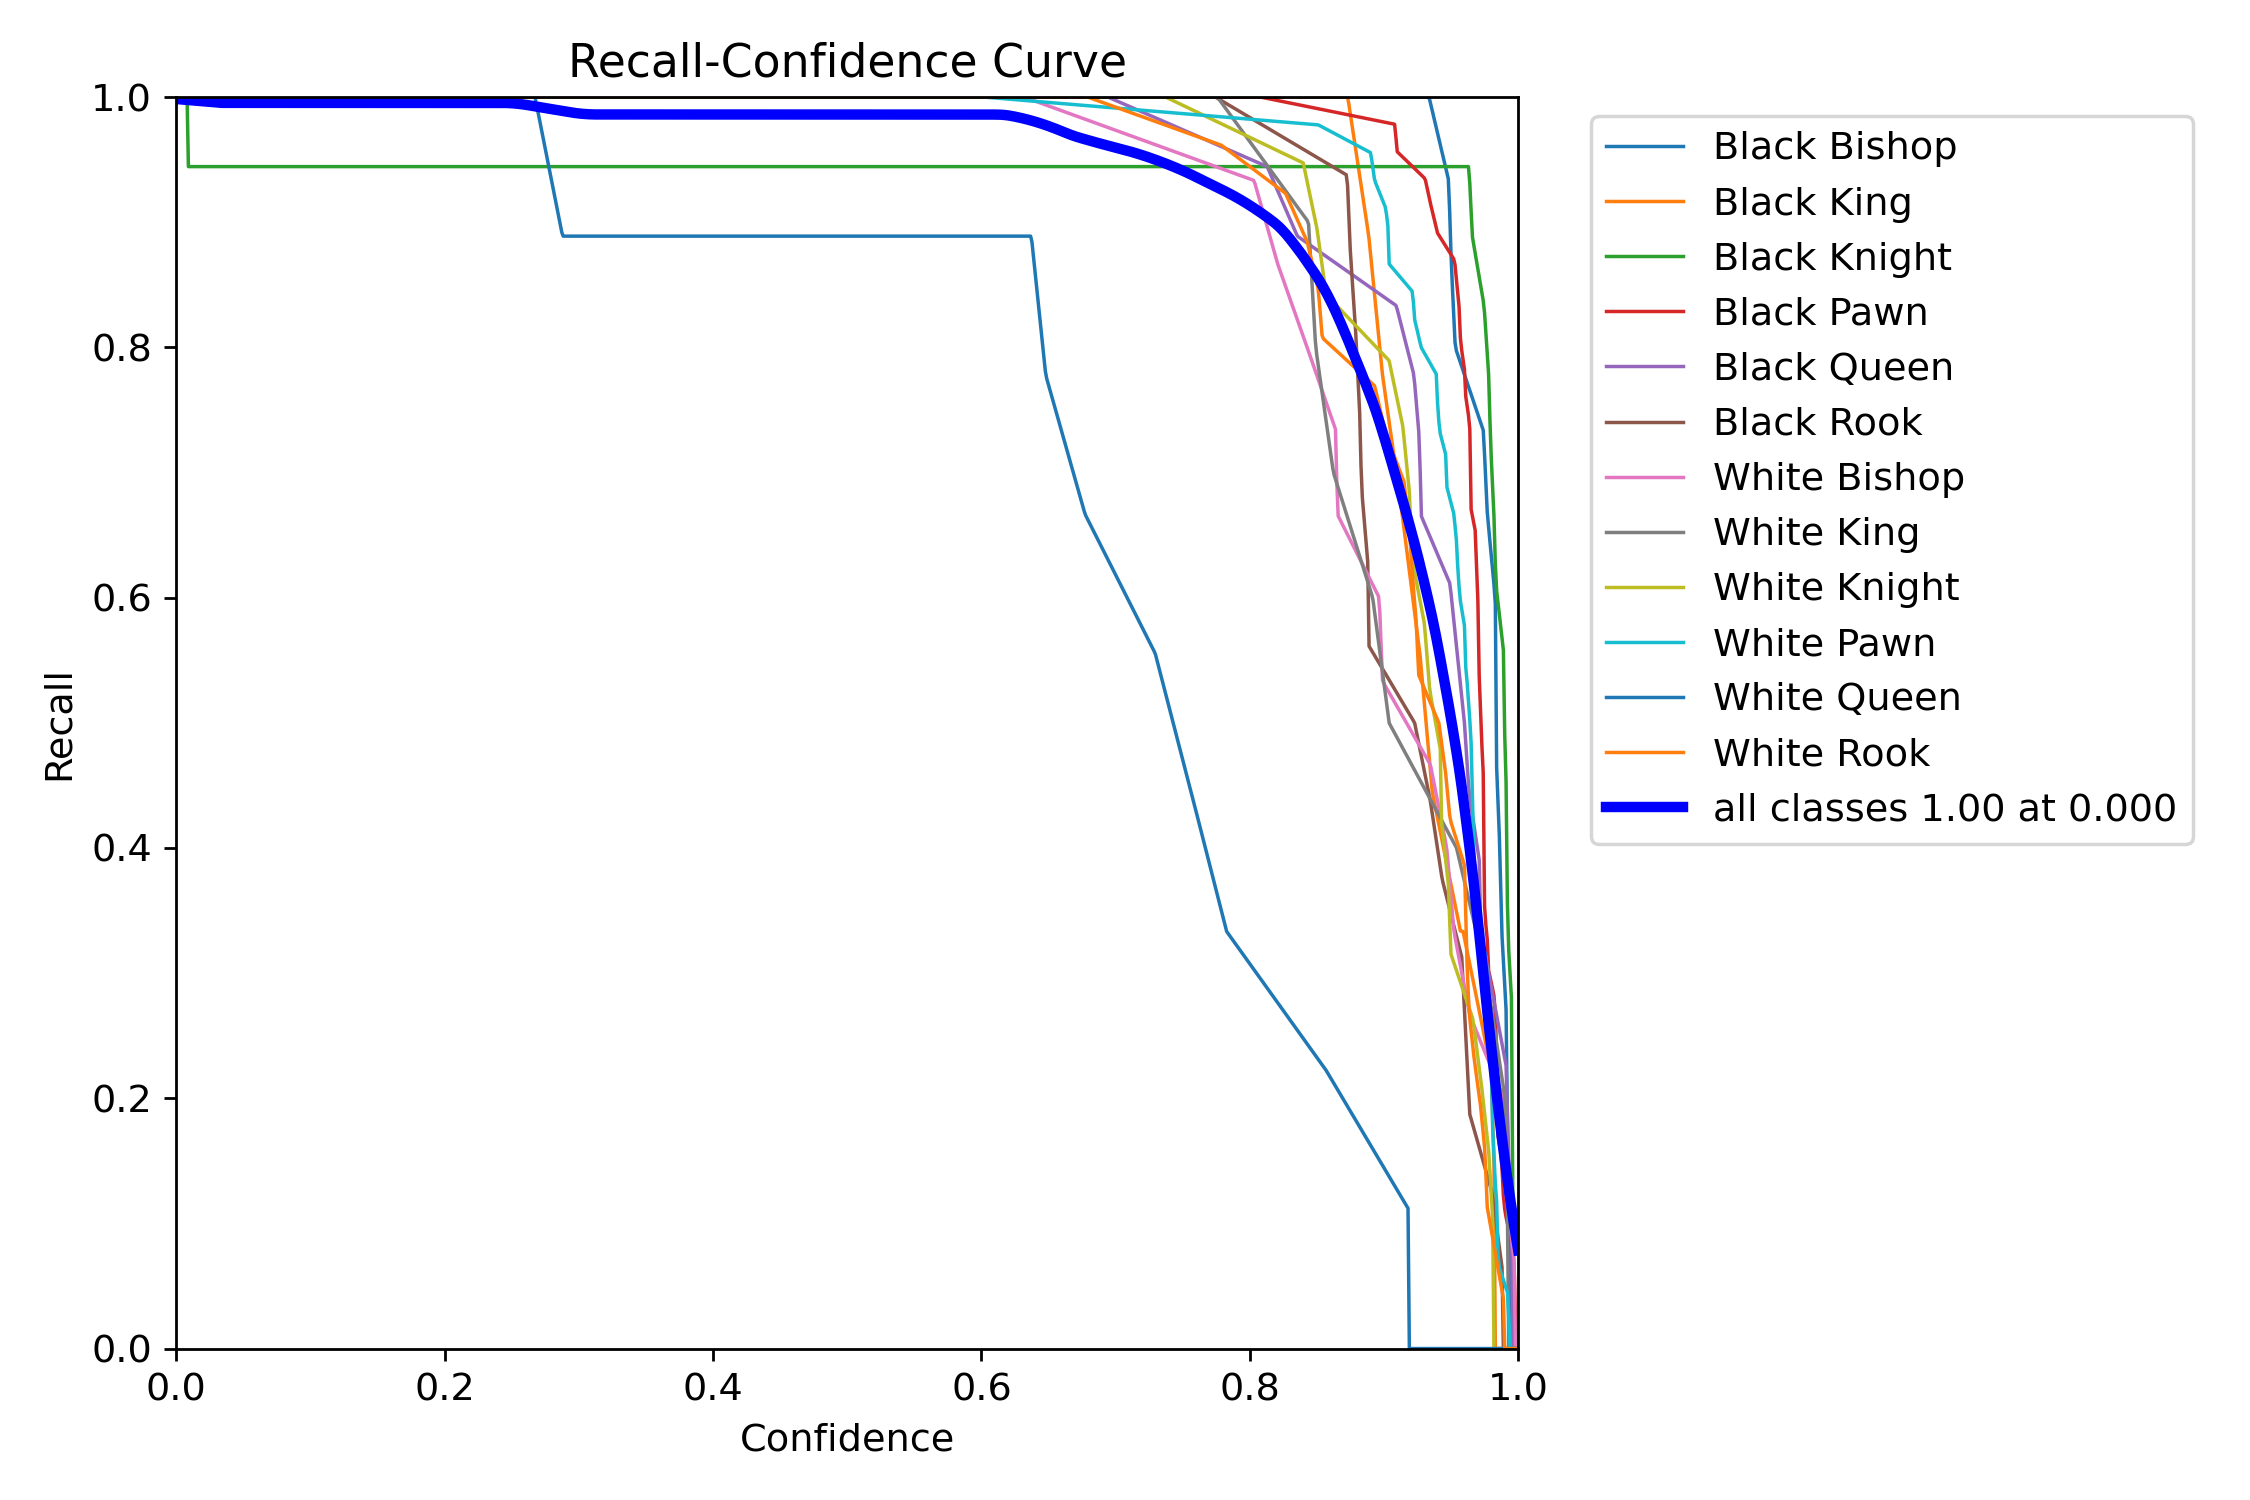 Recall-Confidence Curve
1.0
0.8
0.6
0.4
0.2
0.0
Recall
0.0 0.2 0.4 0.6 0.8 1.0
Confidence
Black Bishop
Black King
Black Knight
Black Pawn
Black Queen
Black Rook
White Bishop
White King
White Knight
White Pawn
White Queen
White Rook
all classes 1.00 at 0.000